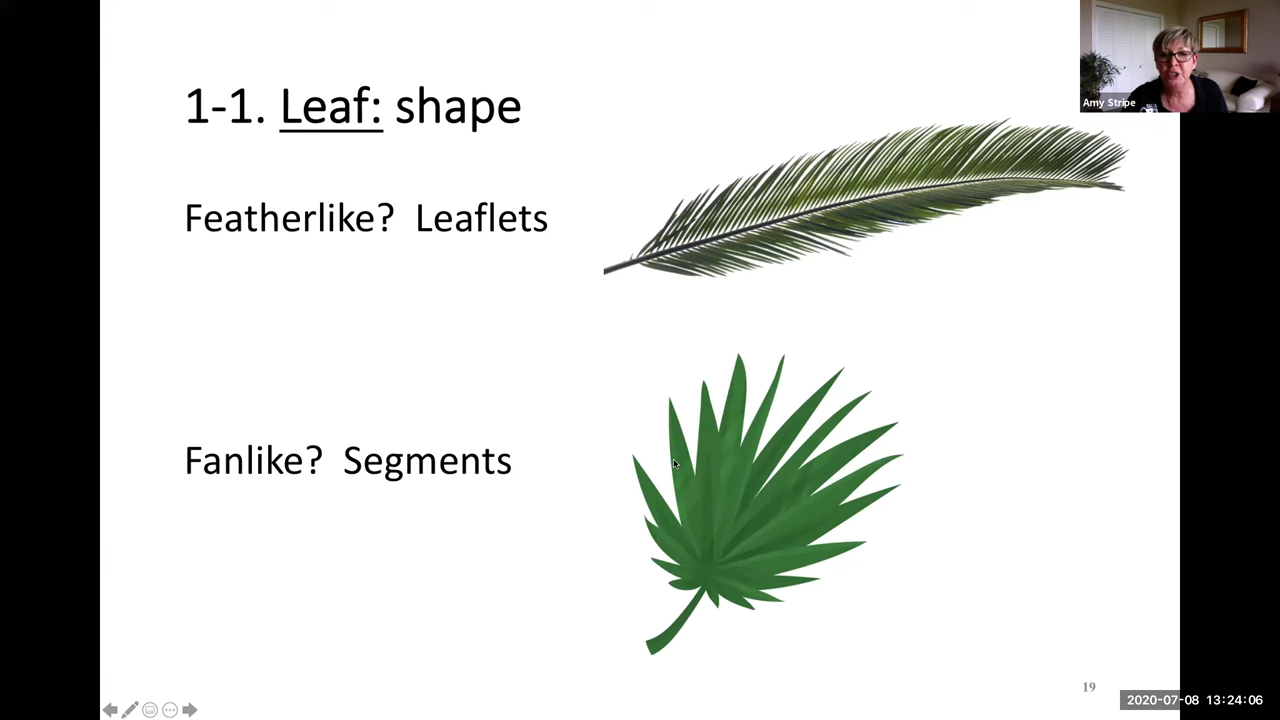 1-1. Leaf: shape
Amy Stripe
Featherlike? Leaflets
Fanlike? Segments
19
2020-07-08 13:24:06